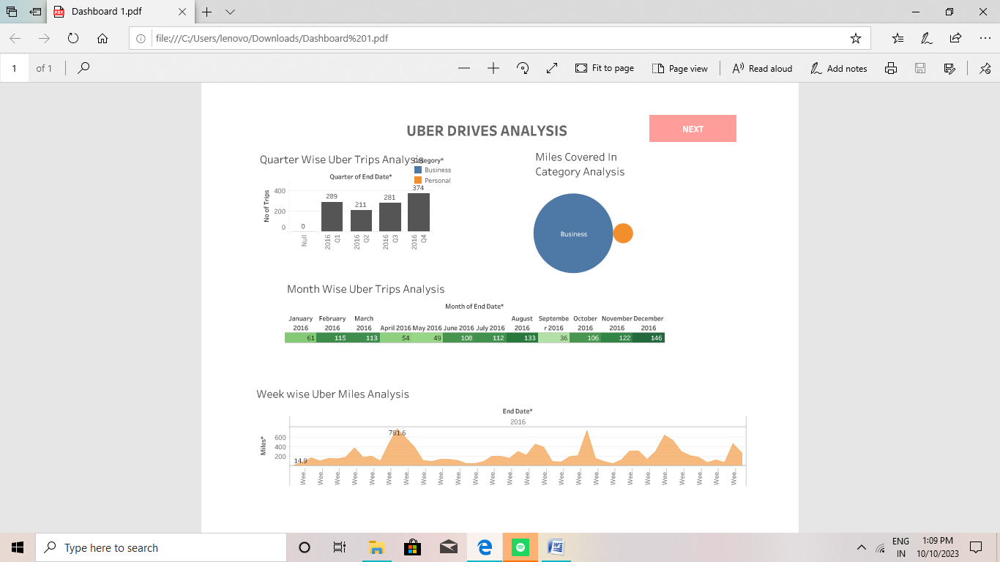 Dashboard 1.pdf
file:///C:/Users/lenovo/Downloads/Dashboard%201.pdf
1 of 1
Fit to page
Page view
Read aloud
Add notes
UBER DRIVES ANALYSIS
NEXT
Quarter Wise Uber Trips Analysis
Category*
Business
Personal
Quarter of End Date*
No of Trips
400
200
0
0
289
211
281
374
Null
2016 Q1
2016 Q2
2016 Q3
2016 Q4
Miles Covered In
Category Analysis
Business
Month Wise Uber Trips Analysis
Month of End Date*
January February March August Septembe October November December
2016 2016 2016 April 2016 May 2016 June 2016 July 2016 2016 r 2016 2016 2016 2016
61 115 113 54 49 108 112 133 36 106 122 146
Week wise Uber Miles Analysis
End Date*
2016
Miles*
600
400
200
781.6
14.9
Wee.. Wee.. Wee.. Wee.. Wee.. Wee.. Wee.. Wee.. Wee.. Wee.. Wee.. Wee.. Wee.. Wee.. Wee.. Wee.. Wee.. Wee.. Wee.. Wee.. Wee.. Wee.. Wee.. Wee.. Wee.. Wee..
Type here to search
ENG
IN
1:09 PM
10/10/2023